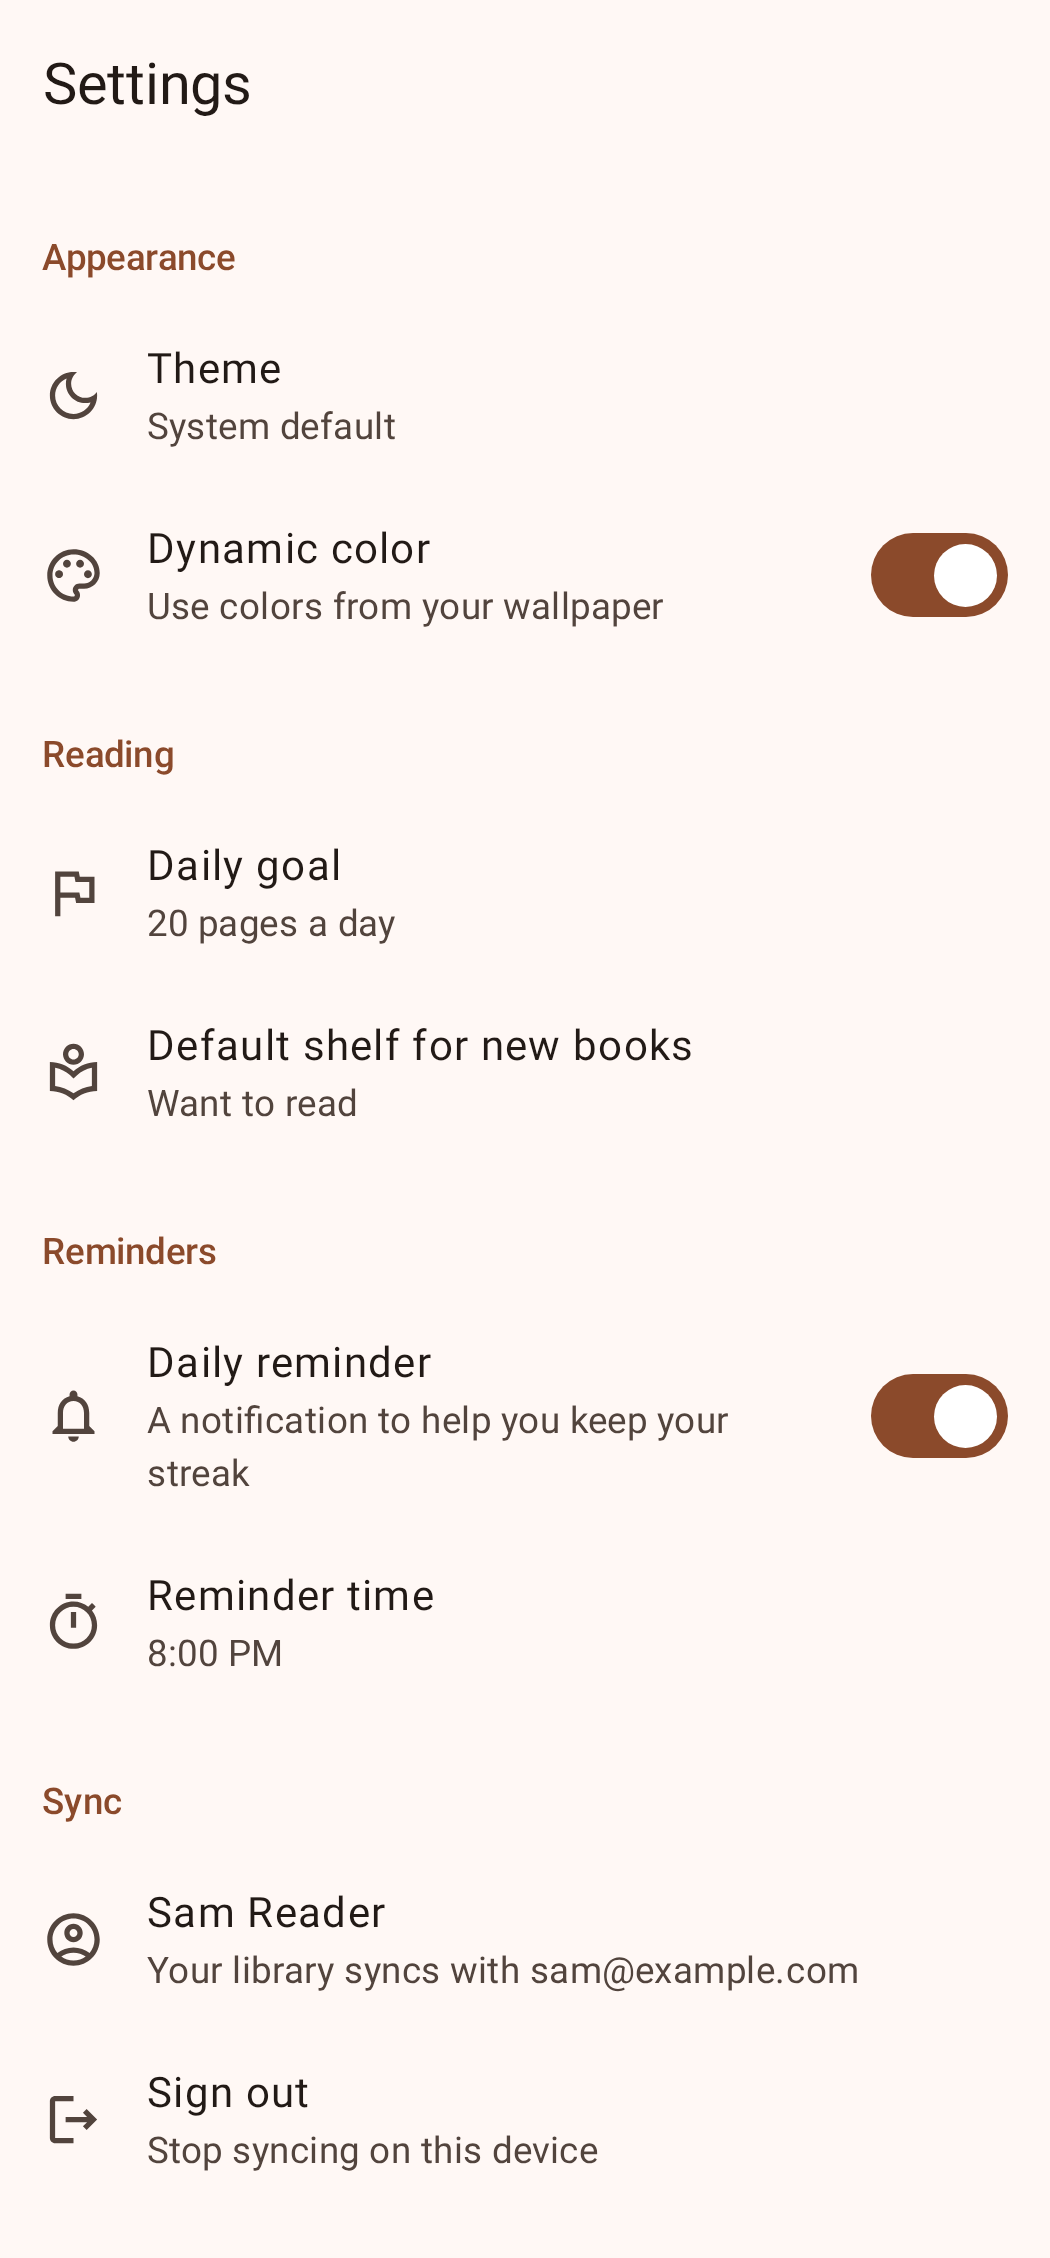 Settings
Appearance
Theme
System default
Dynamic color
Use colors from your wallpaper
Reading
Daily goal
20 pages a day
Default shelf for new books
Want to read
Reminders
Daily reminder
A notification to help you keep your
streak
Reminder time
8:00 PM
Sync
Sam Reader
Your library syncs with sam@example.com
Sign out
Stop syncing on this device